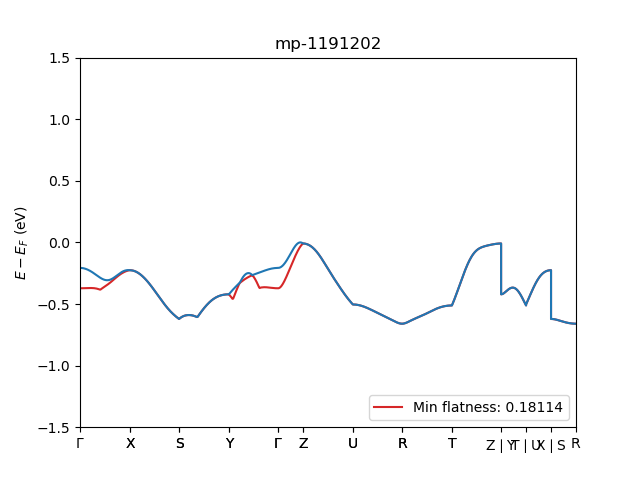 mp-1191202
1.5
1.0
0.5
0.0
−0.5
−1.0
−1.5
E − E_F (eV)
Min flatness: 0.18114
Γ X S Y Γ Z U R T Z | Y T | U X | S R